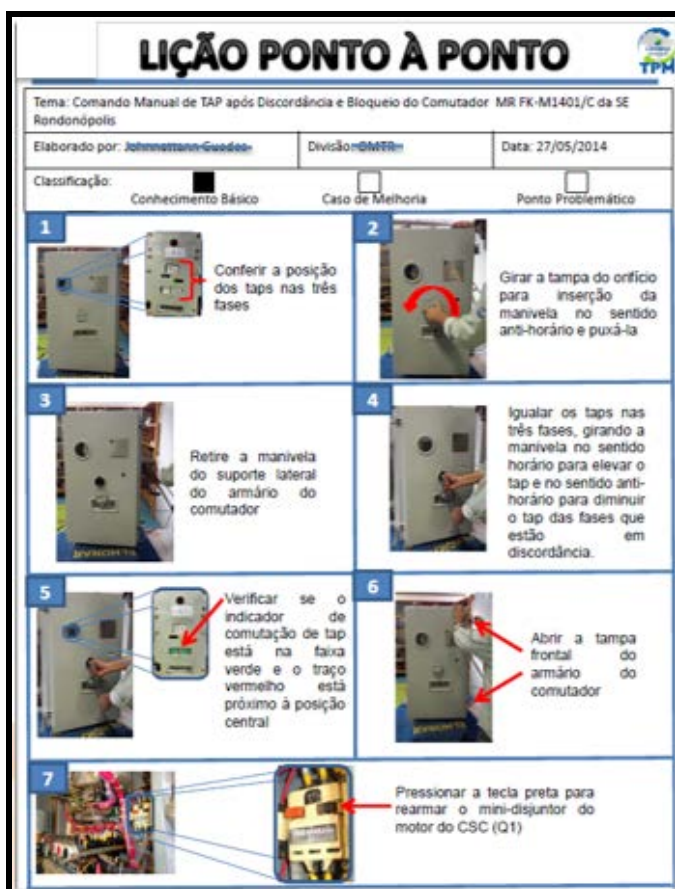 LIÇÃO PONTO À PONTO
TPM
Tema: Comando Manual de TAP após Discordância e Bloqueio do Comutador MR FK-M1401/C da SE
Rondonópolis
Elaborado por: Divisão: Data: 27/05/2014
Classificação:
Conhecimento Básico Caso de Melhoria Ponto Problemático
1
Conferir a posição
dos taps nas três
fases
2
Girar a tampa do orifício
para inserção da
manivela no sentido
anti-horário e puxá-la
3
Retire a manivela
do suporte lateral
do armário do
comutador
4
Igualar os taps nas
três fases, girando a
manivela no sentido
horário para elevar o
tap e no sentido anti-
horário para diminuir
o tap das fases que
estão em
discordância.
5
Verificar se o
indicador de
comutação de tap
está na faixa
verde e o traço
vermelho está
próximo à posição
central
6
Abrir a tampa
frontal do
armário do
comutador
7
Pressionar a tecla preta para
rearmar o mini-disjuntor do
motor do CSC (Q1)